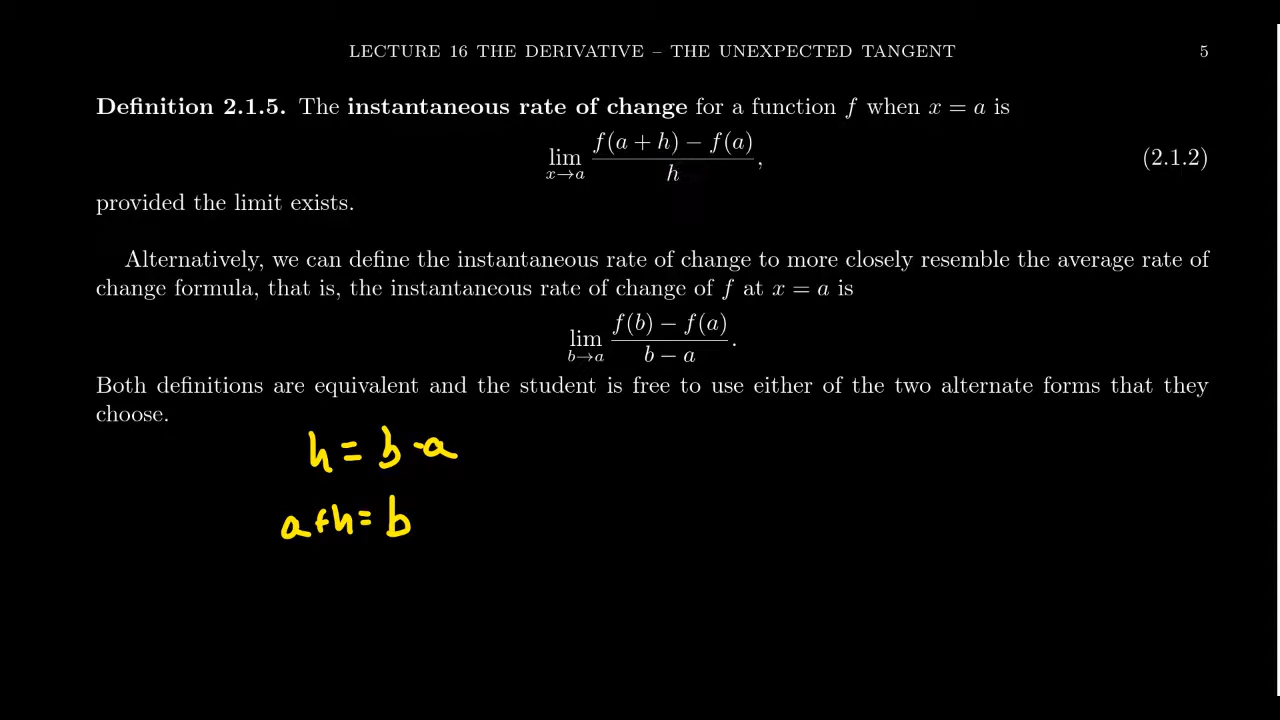 LECTURE 16 THE DERIVATIVE – THE UNEXPECTED TANGENT 5
Definition 2.1.5. The instantaneous rate of change for a function f when x = a is
lim x→a f(a + h) − f(a) / h , (2.1.2)
provided the limit exists.
Alternatively, we can define the instantaneous rate of change to more closely resemble the average rate of
change formula, that is, the instantaneous rate of change of f at x = a is
lim b→a f(b) − f(a) / b − a .
Both definitions are equivalent and the student is free to use either of the two alternate forms that they
choose.
h = b - a
a + h = b